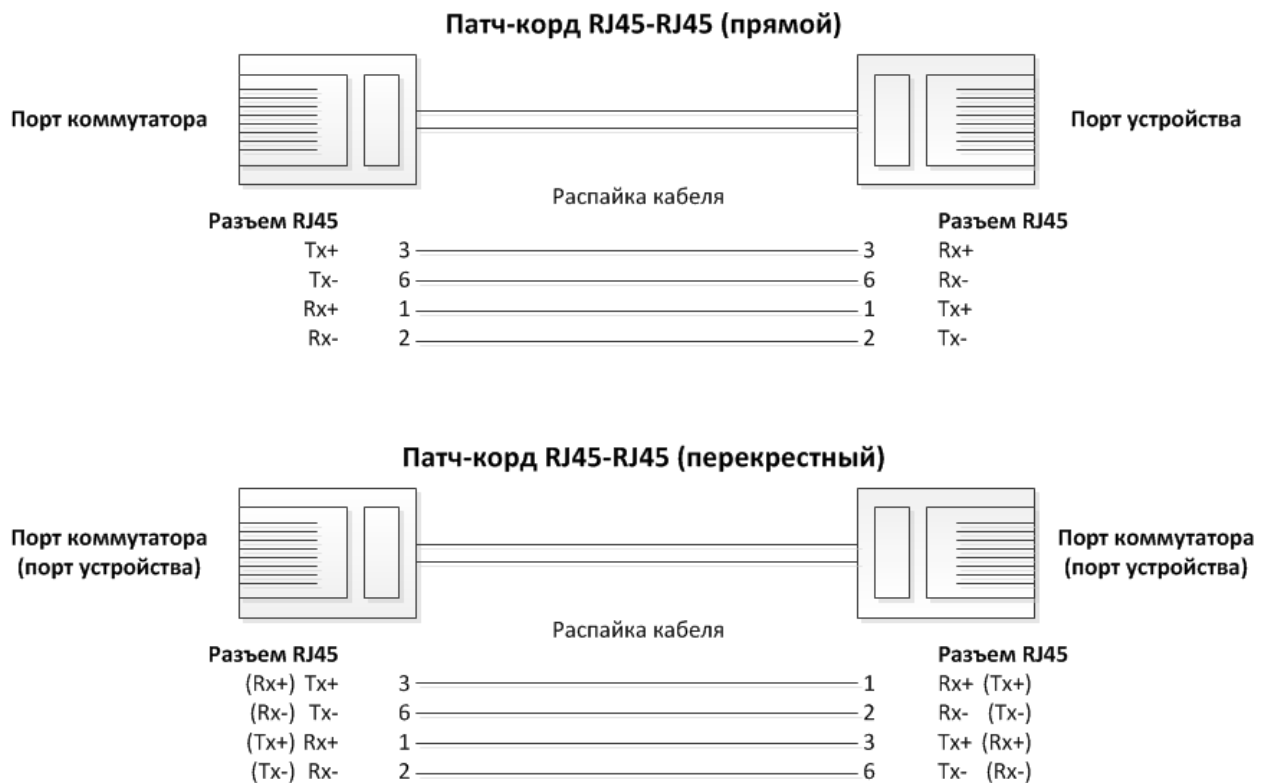 Патч-корд RJ45-RJ45 (прямой)
Порт коммутатора
Порт устройства
Распайка кабеля
Разъем RJ45 Разъем RJ45
Tx+ 3 3 Rx+
Tx- 6 6 Rx-
Rx+ 1 1 Tx+
Rx- 2 2 Tx-
Патч-корд RJ45-RJ45 (перекрестный)
Порт коммутатора
(порт устройства)
Порт коммутатора
(порт устройства)
Распайка кабеля
Разъем RJ45 Разъем RJ45
(Rx+) Tx+ 3 1 Rx+ (Tx+)
(Rx-) Tx- 6 2 Rx- (Tx-)
(Tx+) Rx+ 1 3 Tx+ (Rx+)
(Tx-) Rx- 2 6 Tx- (Rx-)